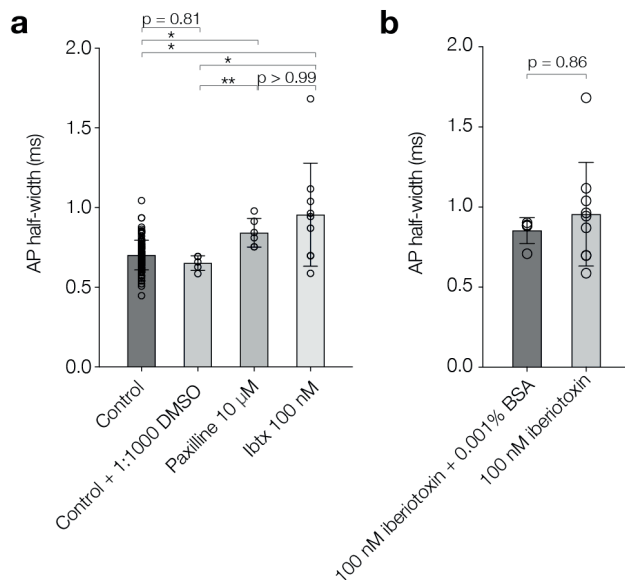 a
p = 0.81
*
*
*
** p > 0.99
2.0
1.5
1.0
0.5
0.0
AP half-width (ms)
Control
Control + 1:1000 DMSO
Paxilline 10 µM
Ibtx 100 nM
b
p = 0.86
2.0
1.5
1.0
0.5
0.0
AP half-width (ms)
100 nM iberiotoxin + 0.001% BSA
100 nM iberiotoxin